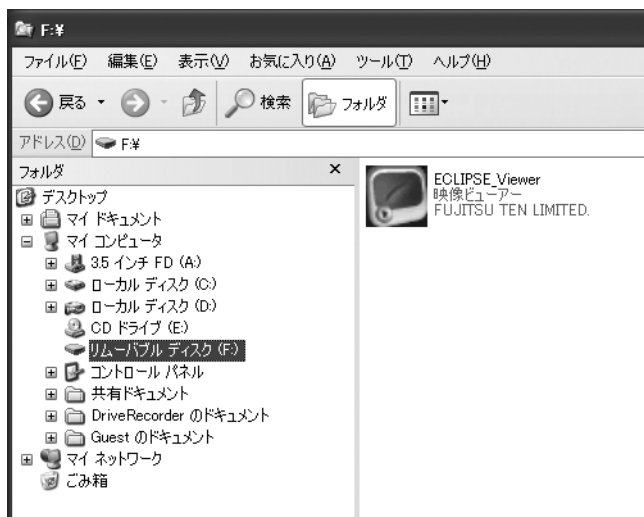 F:¥
ファイル(F) 編集(E) 表示(V) お気に入り(A) ツール(T) ヘルプ(H)
戻る 検索 フォルダ
アドレス(D) F:¥
フォルダ ×
デスクトップ
マイ ドキュメント
マイ コンピュータ
3.5 インチ FD (A:)
ローカル ディスク (C:)
ローカル ディスク (D:)
CD ドライブ (E:)
リムーバブル ディスク (F:)
コントロール パネル
共有ドキュメント
DriveRecorder のドキュメント
Guest のドキュメント
マイ ネットワーク
ごみ箱
ECLIPSE_Viewer
映像ビューアー
FUJITSU TEN LIMITED.